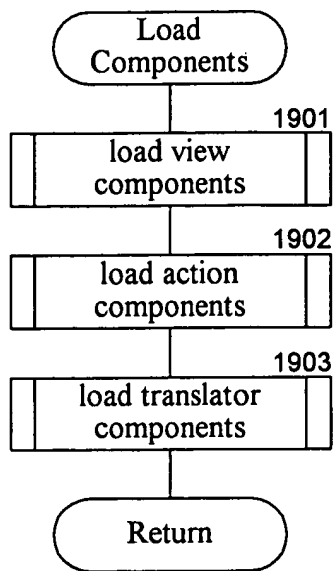 Load
Components
1901
load view
components
1902
load action
components
1903
load translator
components
Return